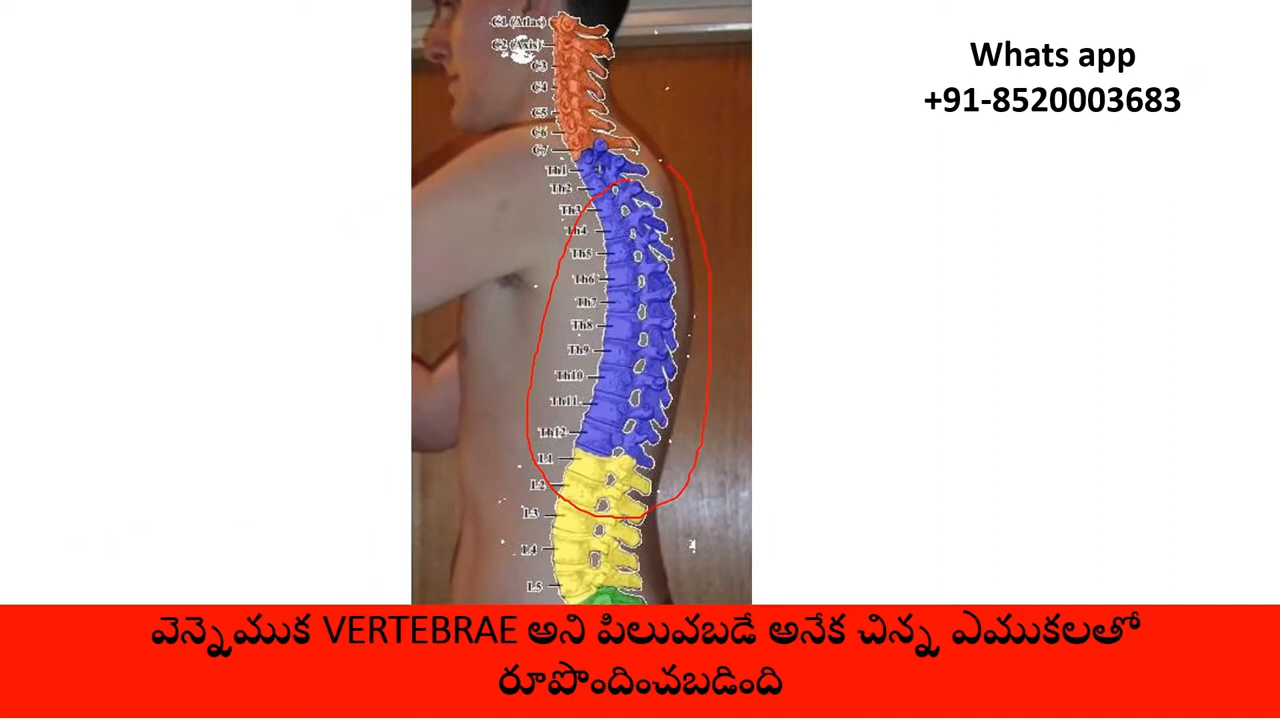 Whats app
+91-8520003683
C1 (Atlas)
C2 (Axis)
C3
C4
C5
C6
C7
Th1
Th2
Th3
Th4
Th5
Th6
Th7
Th8
Th9
Th10
Th11
Th12
L1
L2
L3
L4
L5
వెన్నెముక VERTEBRAE అని పిలువబడే అనేక చిన్న ఎముకలతో
రూపొందించబడింది